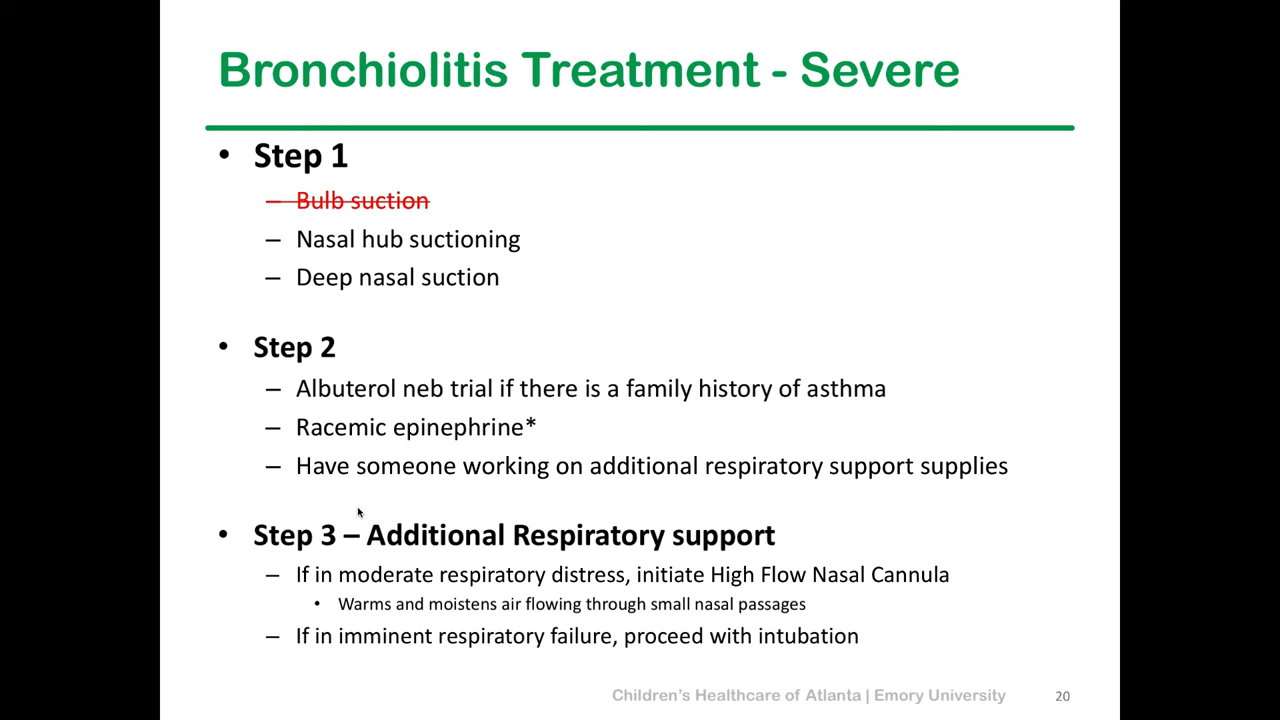 Bronchiolitis Treatment - Severe
• Step 1
– Bulb suction
– Nasal hub suctioning
– Deep nasal suction
• Step 2
– Albuterol neb trial if there is a family history of asthma
– Racemic epinephrine*
– Have someone working on additional respiratory support supplies
• Step 3 – Additional Respiratory support
– If in moderate respiratory distress, initiate High Flow Nasal Cannula
• Warms and moistens air flowing through small nasal passages
– If in imminent respiratory failure, proceed with intubation
Children's Healthcare of Atlanta | Emory University 20